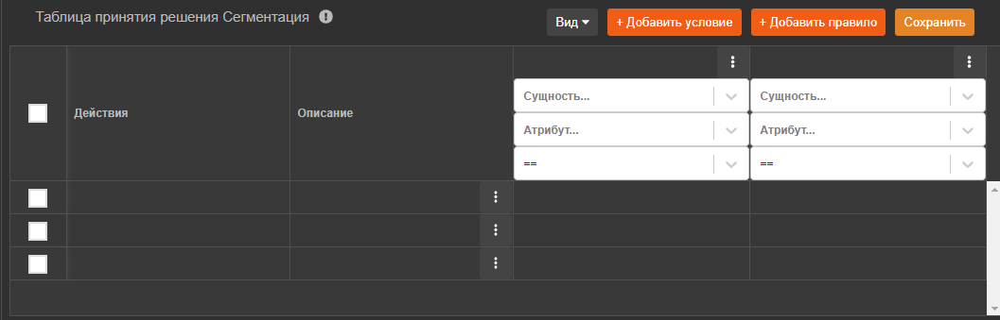 Таблица принятия решения Сегментация
Вид
+ Добавить условие
+ Добавить правило
Сохранить
Действия
Описание
Сущность...
Сущность...
Атрибут...
Атрибут...
==
==